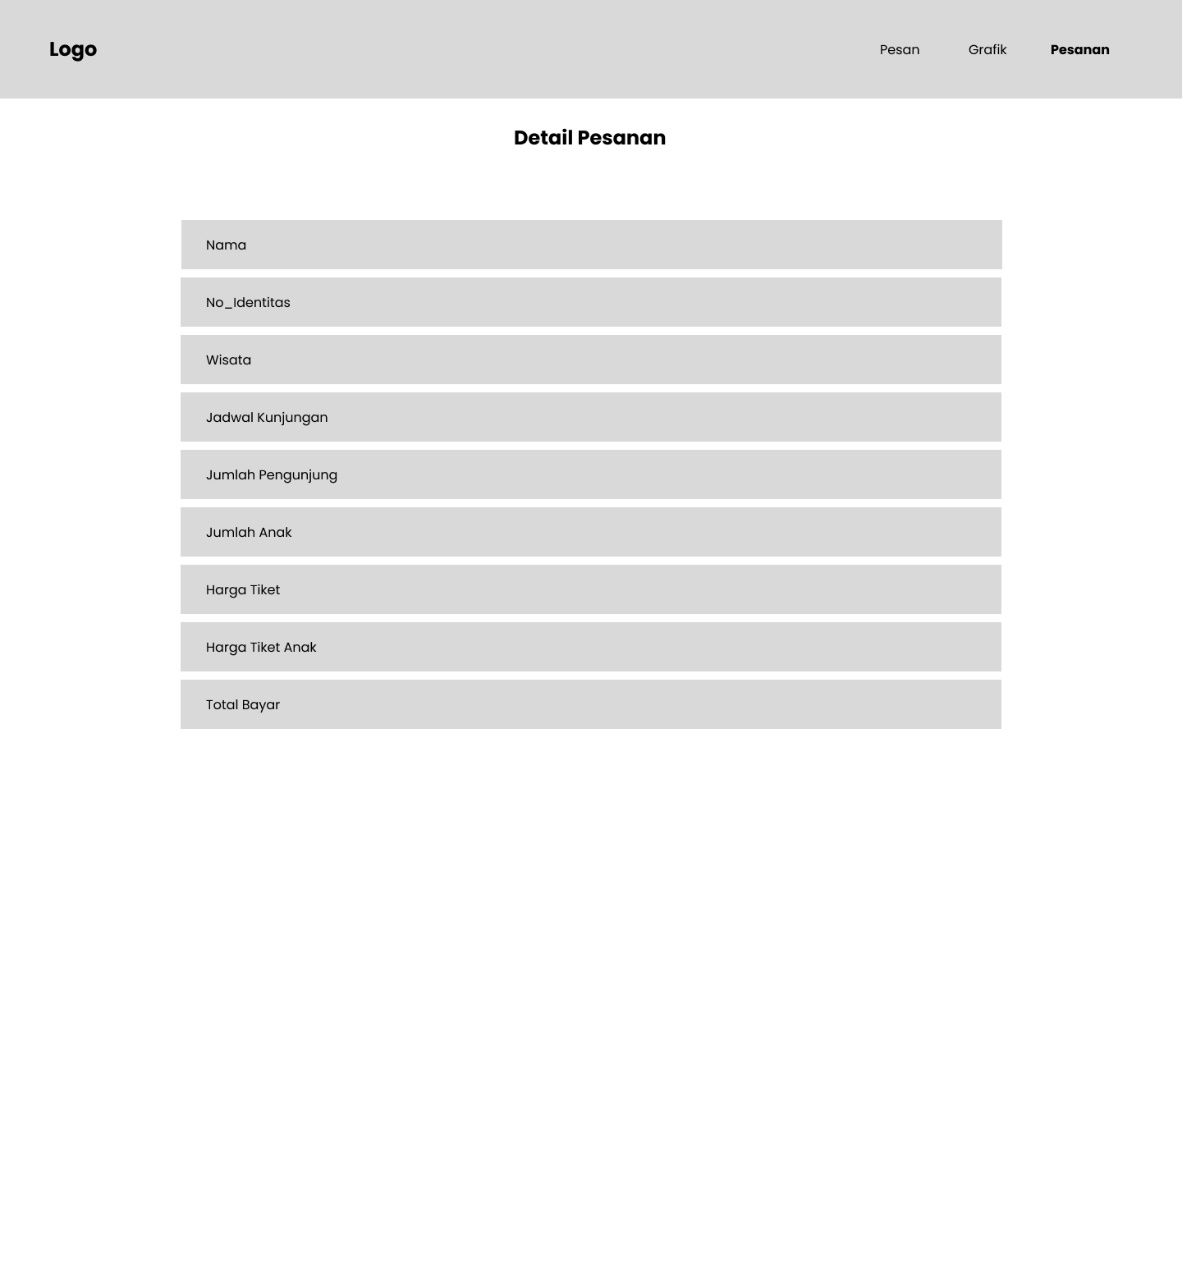 Logo
Pesan Grafik Pesanan
Detail Pesanan
Nama
No_Identitas
Wisata
Jadwal Kunjungan
Jumlah Pengunjung
Jumlah Anak
Harga Tiket
Harga Tiket Anak
Total Bayar